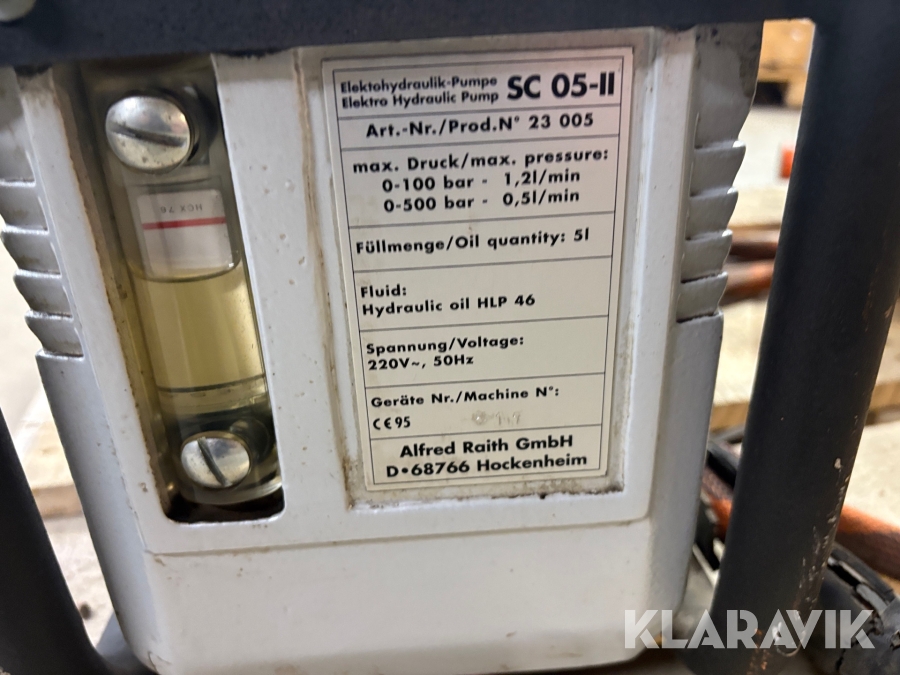 Elektohydraulik-Pumpe SC 05-II
Elektro Hydraulic Pump
Art.-Nr./Prod.N° 23 005
max. Druck/max. pressure:
0-100 bar - 1,2l/min
0-500 bar - 0,5l/min
Füllmenge/Oil quantity: 5l
Fluid:
Hydraulic oil HLP 46
Spannung/Voltage:
220V~, 50Hz
Geräte Nr./Machine N°:
CE95
Alfred Raith GmbH
D•68766 Hockenheim
HCX 76
KLARAVIK